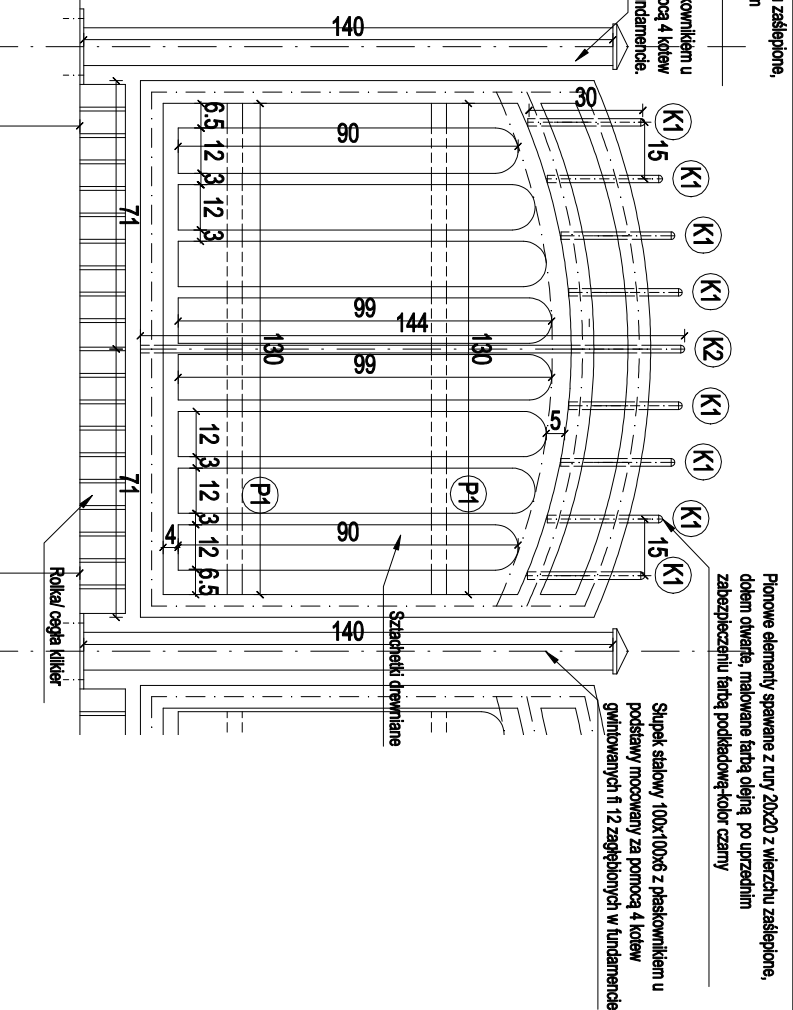 u zaślepione,
m
kownikiem u
ocą 4 kotew
ndamencie.
Pionowe elementy spawane z rury 20x20 z wierzchu zaślepione,
dołem otwarte, malowane farbą olejną po uprzednim
zabezpieczeniu farbą podkładową-kolor czarny
Słupek stalowy 100x100x6 z płaskownikiem u
podstawy mocowany za pomocą 4 kotew
gwintowanych fi 12 zagłębionych w fundamencie
K1
K1
K1
K1
K2
K1
K1
K1
K1
15
15
30
140
140
90
99
144
99
90
130
130
5
4
P1
P1
6.5
12
3
12
3
12
3
12
3
12
6.5
71
71
Sztachetki drewniane
Rolka/ cegła klikier